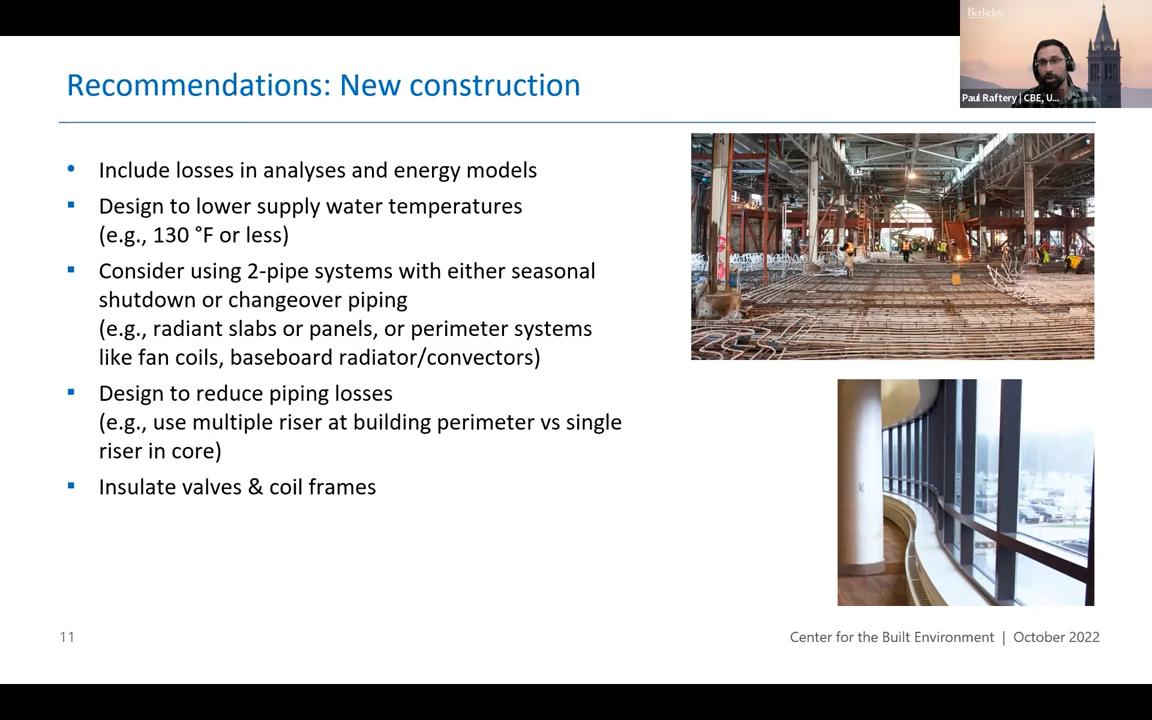 Berkeley
Recommendations: New construction
Paul Raftery | CBE, U...
Include losses in analyses and energy models
Design to lower supply water temperatures
(e.g., 130 °F or less)
Consider using 2-pipe systems with either seasonal
shutdown or changeover piping
(e.g., radiant slabs or panels, or perimeter systems
like fan coils, baseboard radiator/convectors)
Design to reduce piping losses
(e.g., use multiple riser at building perimeter vs single
riser in core)
Insulate valves & coil frames
11
Center for the Built Environment | October 2022